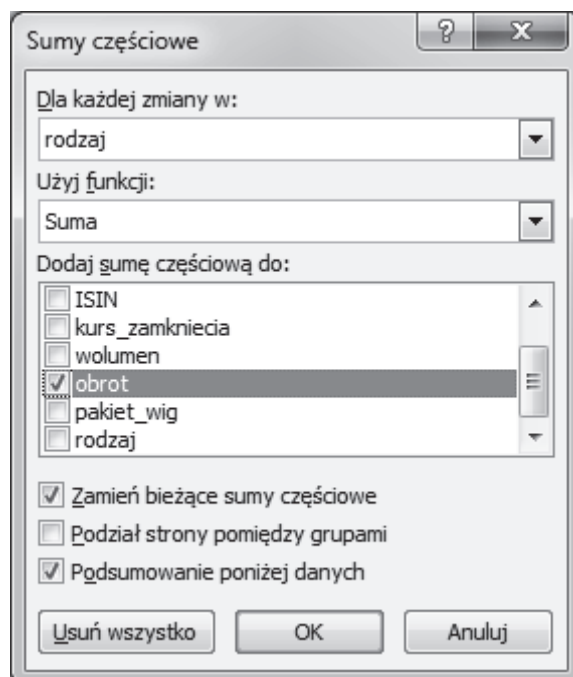 Sumy częściowe
Dla każdej zmiany w:
rodzaj
Użyj funkcji:
Suma
Dodaj sumę częściową do:
ISIN
kurs_zamkniecia
wolumen
obrot
pakiet_wig
rodzaj
Zamień bieżące sumy częściowe
Podział strony pomiędzy grupami
Podsumowanie poniżej danych
Usuń wszystko OK Anuluj